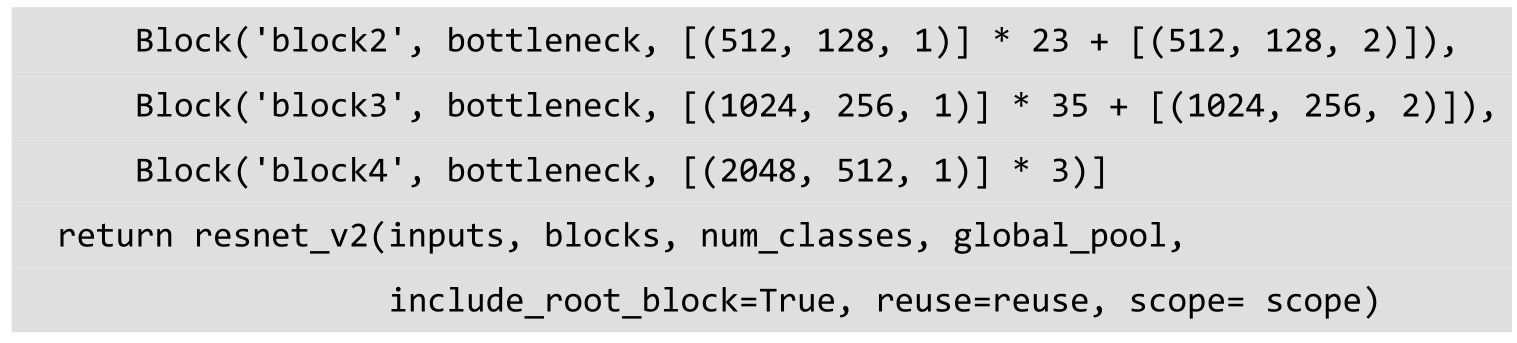 Block('block2', bottleneck, [(512, 128, 1)] * 23 + [(512, 128, 2)]),
Block('block3', bottleneck, [(1024, 256, 1)] * 35 + [(1024, 256, 2)]),
Block('block4', bottleneck, [(2048, 512, 1)] * 3)]
return resnet_v2(inputs, blocks, num_classes, global_pool,
include_root_block=True, reuse=reuse, scope= scope)